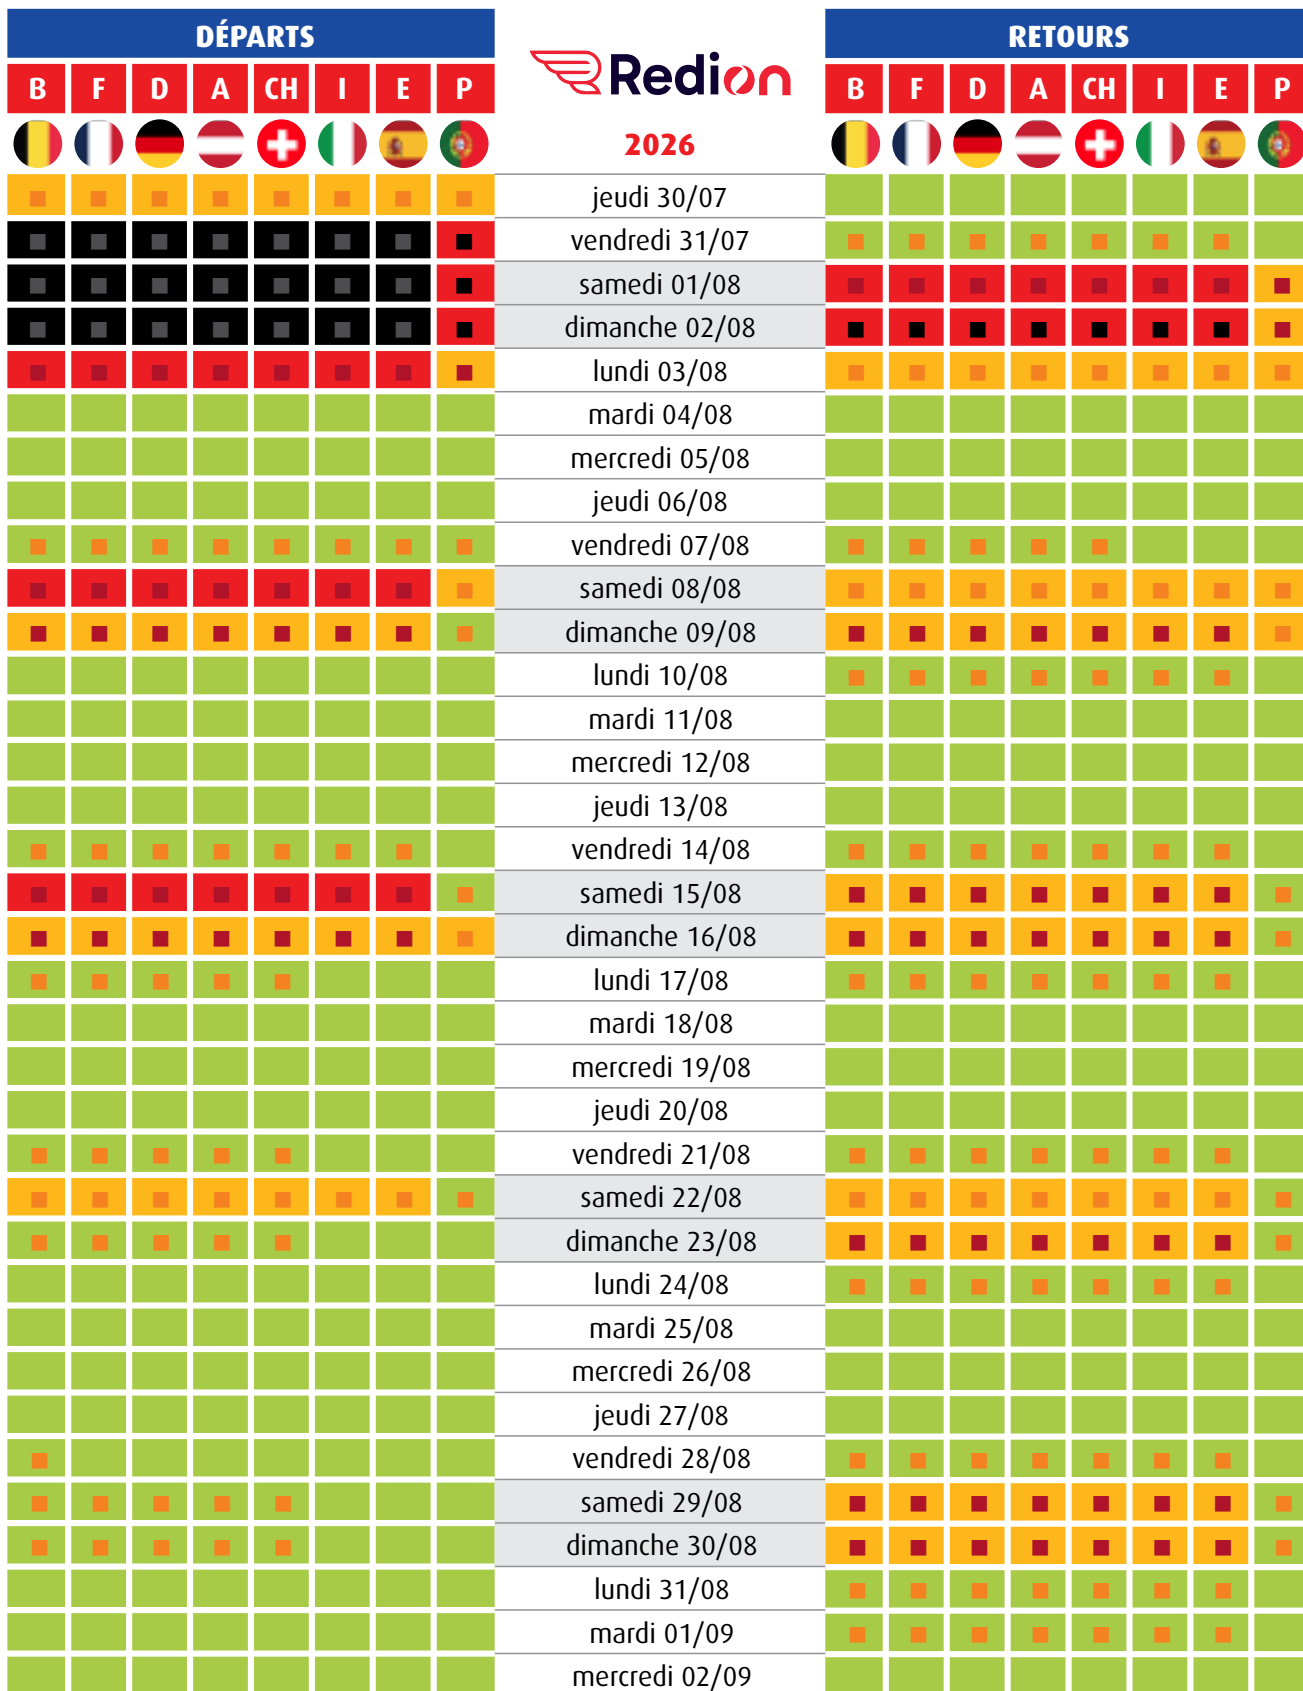 DÉPARTS
RETOURS
Redion
B F D A CH I E P
B F D A CH I E P
2026
jeudi 30/07
vendredi 31/07
samedi 01/08
dimanche 02/08
lundi 03/08
mardi 04/08
mercredi 05/08
jeudi 06/08
vendredi 07/08
samedi 08/08
dimanche 09/08
lundi 10/08
mardi 11/08
mercredi 12/08
jeudi 13/08
vendredi 14/08
samedi 15/08
dimanche 16/08
lundi 17/08
mardi 18/08
mercredi 19/08
jeudi 20/08
vendredi 21/08
samedi 22/08
dimanche 23/08
lundi 24/08
mardi 25/08
mercredi 26/08
jeudi 27/08
vendredi 28/08
samedi 29/08
dimanche 30/08
lundi 31/08
mardi 01/09
mercredi 02/09